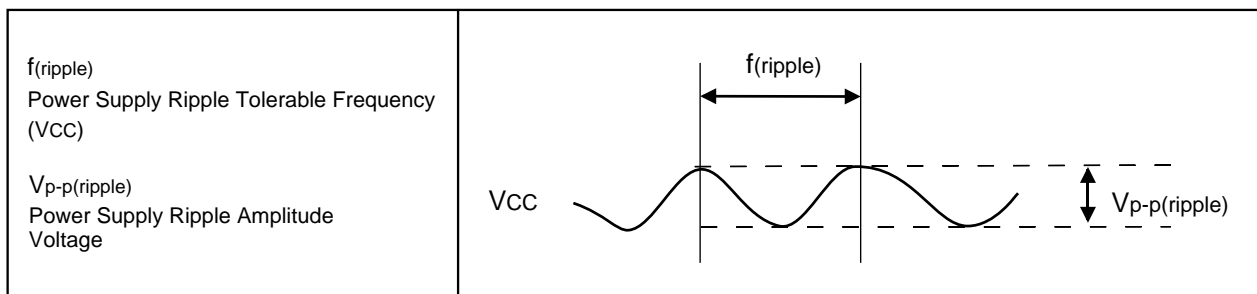 f(ripple)
Power Supply Ripple Tolerable Frequency
(VCC)
Vp-p(ripple)
Power Supply Ripple Amplitude
Voltage
f(ripple)
VCC
Vp-p(ripple)